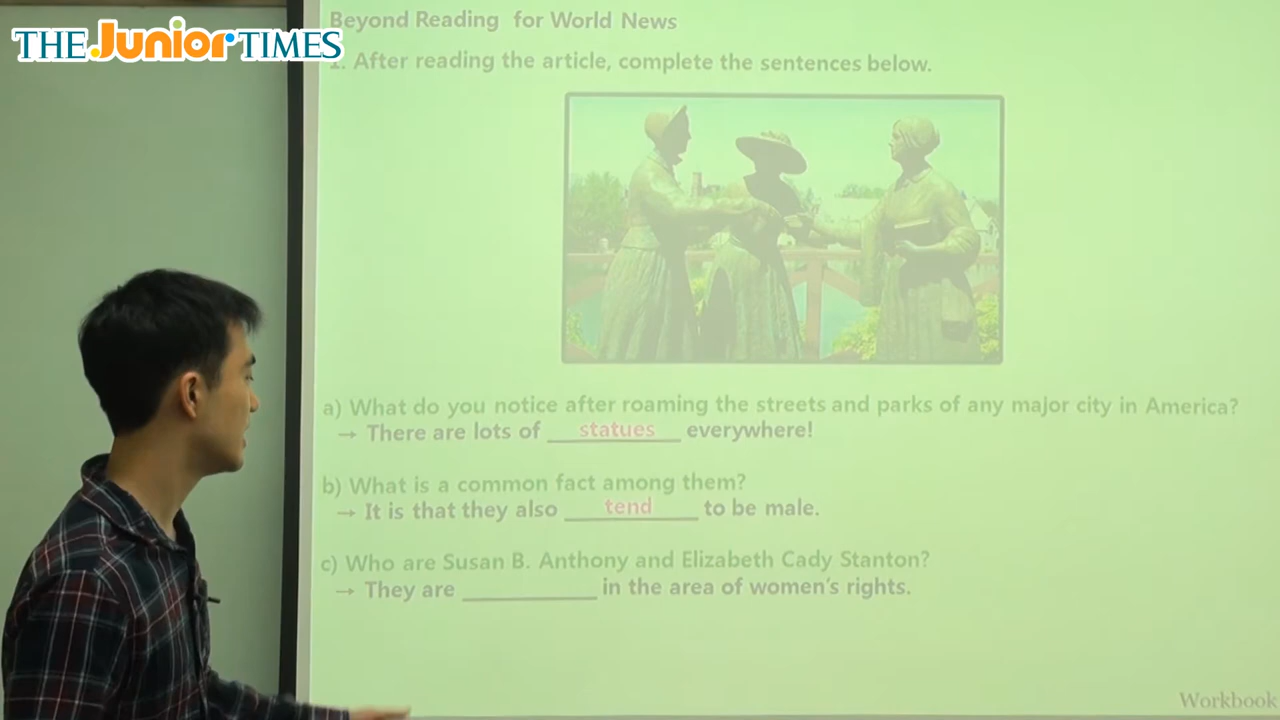 THE Junior TIMES
Beyond Reading for World News
1. After reading the article, complete the sentences below.
a) What do you notice after roaming the streets and parks of any major city in America?
→ There are lots of statues everywhere!
b) What is a common fact among them?
→ It is that they also tend to be male.
c) Who are Susan B. Anthony and Elizabeth Cady Stanton?
→ They are __________ in the area of women's rights.
Workbook